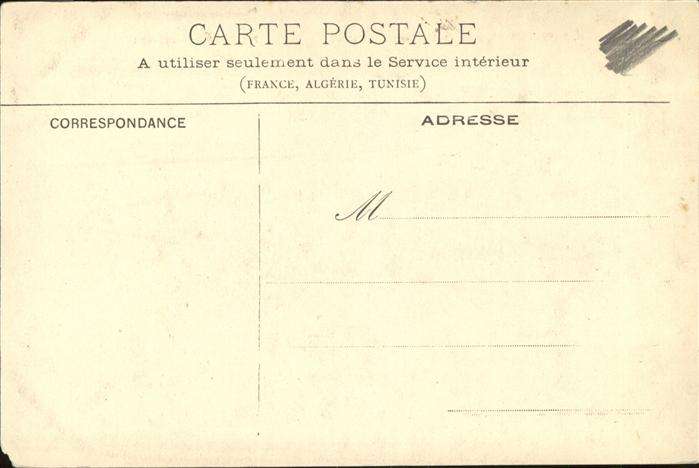 CARTE POSTALE
A utiliser seulement dans le Service intérieur
(FRANCE, ALGÉRIE, TUNISIE)
CORRESPONDANCE
ADRESSE
M